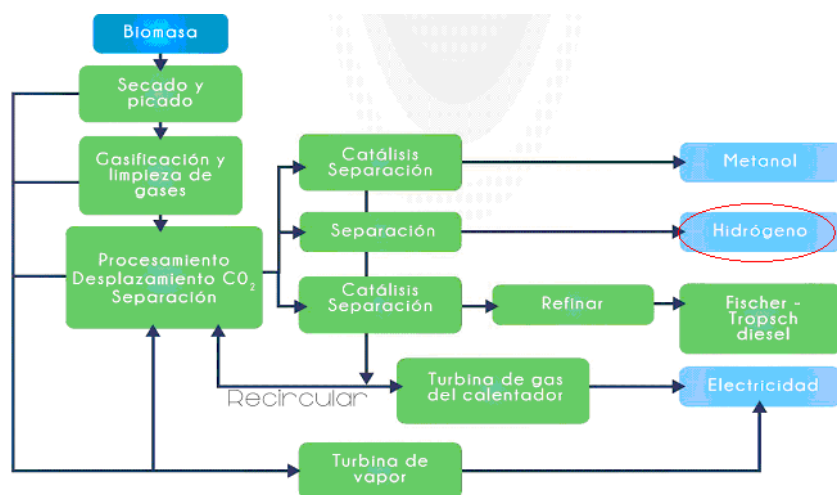 Biomasa
Secado y
picado
Gasificación y
limpieza de
gases
Procesamiento
Desplazamiento CO₂
Separación
Catálisis
Separación
Metanol
Separación
Hidrógeno
Catálisis
Separación
Refinar
Fischer -
Tropsch
diesel
Recircular
Turbina de gas
del calentador
Electricidad
Turbina de
vapor